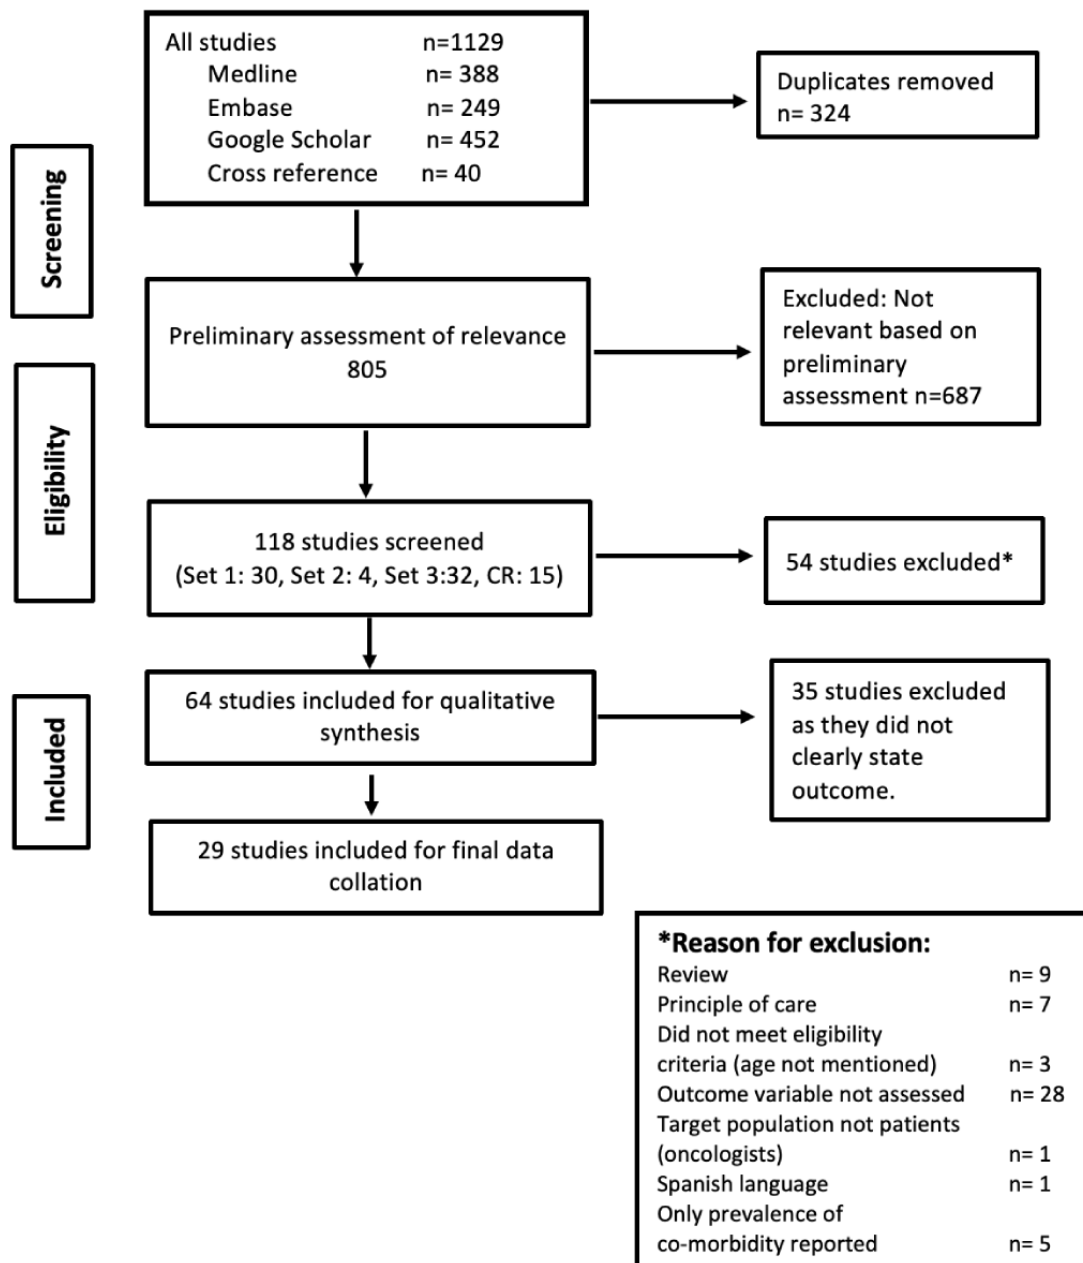 All studies n=1129
Medline n= 388
Embase n= 249
Google Scholar n= 452
Cross reference n= 40
Duplicates removed
n= 324
Screening
Preliminary assessment of relevance
805
Excluded: Not
relevant based on
preliminary
assessment n=687
Eligibility
118 studies screened
(Set 1: 30, Set 2: 4, Set 3:32, CR: 15)
54 studies excluded*
Included
64 studies included for qualitative
synthesis
35 studies excluded
as they did not
clearly state
outcome.
29 studies included for final data
collation
*Reason for exclusion:
Review n= 9
Principle of care n= 7
Did not meet eligibility
criteria (age not mentioned) n= 3
Outcome variable not assessed n= 28
Target population not patients
(oncologists) n= 1
Spanish language n= 1
Only prevalence of
co-morbidity reported n= 5